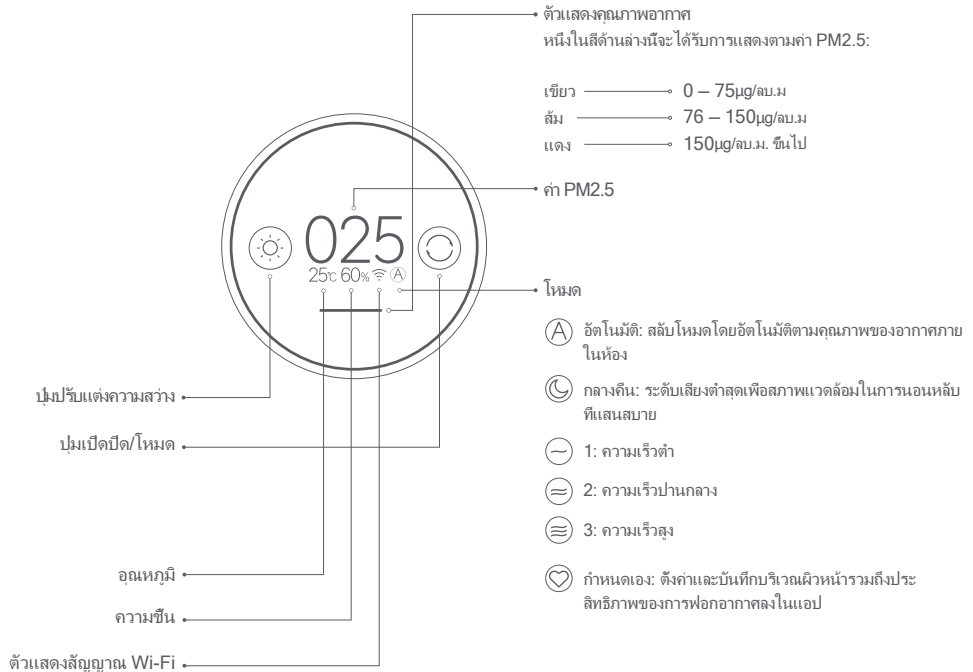 ตัวแสดงคุณภาพอากาศ
หนึ่งในสีด้านล่างนี้จะได้รับการแสดงตามค่า PM2.5:
เขียว 0 – 75µg/ลบ.ม
ส้ม 76 – 150µg/ลบ.ม
แดง 150µg/ลบ.ม. ขึ้นไป
ค่า PM2.5
025
25℃ 60% A
โหมด
A อัตโนมัติ: สลับโหมดโดยอัตโนมัติตามคุณภาพของอากาศภาย
ในห้อง
กลางคืน: ระดับเสียงต่ำสุดเพื่อสภาพแวดล้อมในการนอนหลับ
ที่แสนสบาย
1: ความเร็วต่ำ
2: ความเร็วปานกลาง
3: ความเร็วสูง
กำหนดเอง: ตั้งค่าและบันทึกบริเวณผิวหน้ารวมถึงประ
สิทธิภาพของการฟอกอากาศลงในแอป
ปุ่มปรับแต่งความสว่าง
ปุ่มเปิดปิด/โหมด
อุณหภูมิ
ความชื้น
ตัวแสดงสัญญาณ Wi-Fi